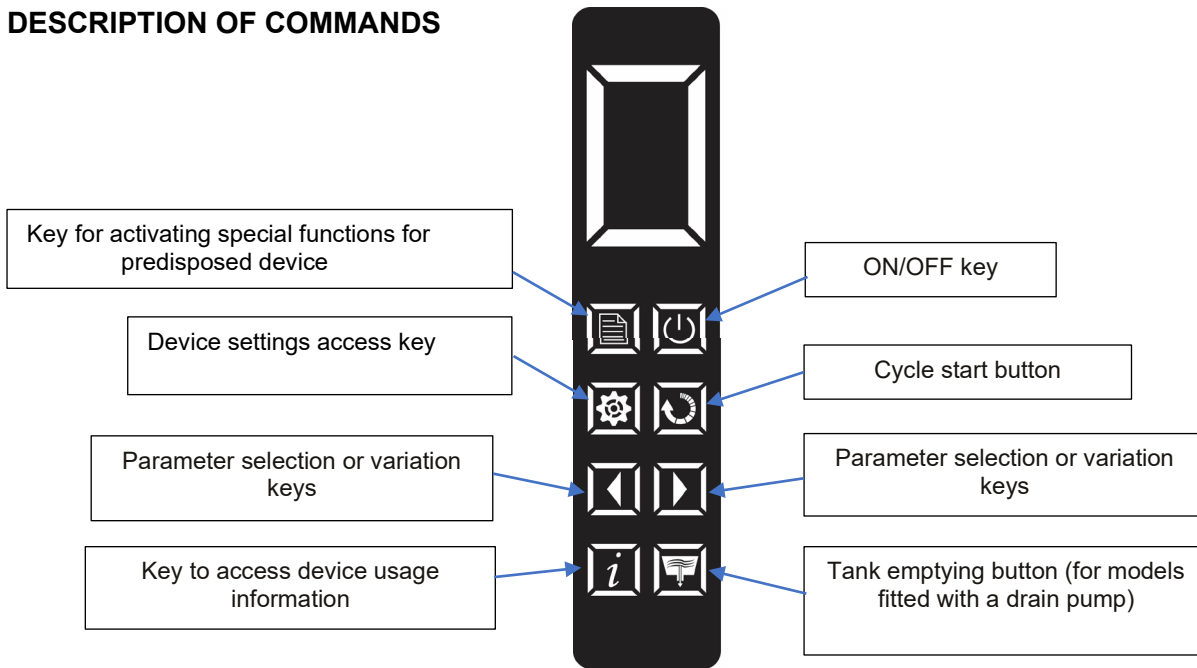 DESCRIPTION OF COMMANDS
Key for activating special functions for
predisposed device
ON/OFF key
Device settings access key
Cycle start button
Parameter selection or variation
keys
Parameter selection or variation
keys
Key to access device usage
information
Tank emptying button (for models
fitted with a drain pump)
i